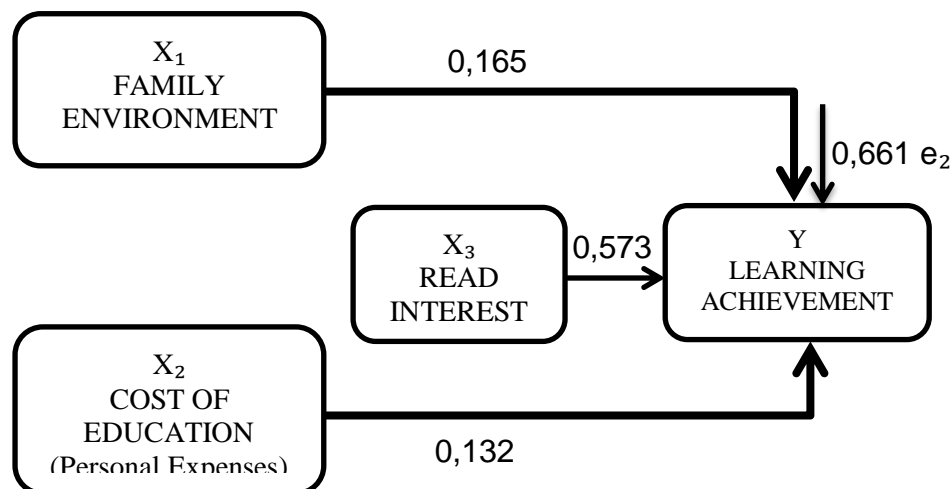 X₁
FAMILY
ENVIRONMENT
0,165
0,661 e₂
X₃
READ
INTEREST
0,573
Y
LEARNING
ACHIEVEMENT
X₂
COST OF
EDUCATION
(Personal Expenses)
0,132